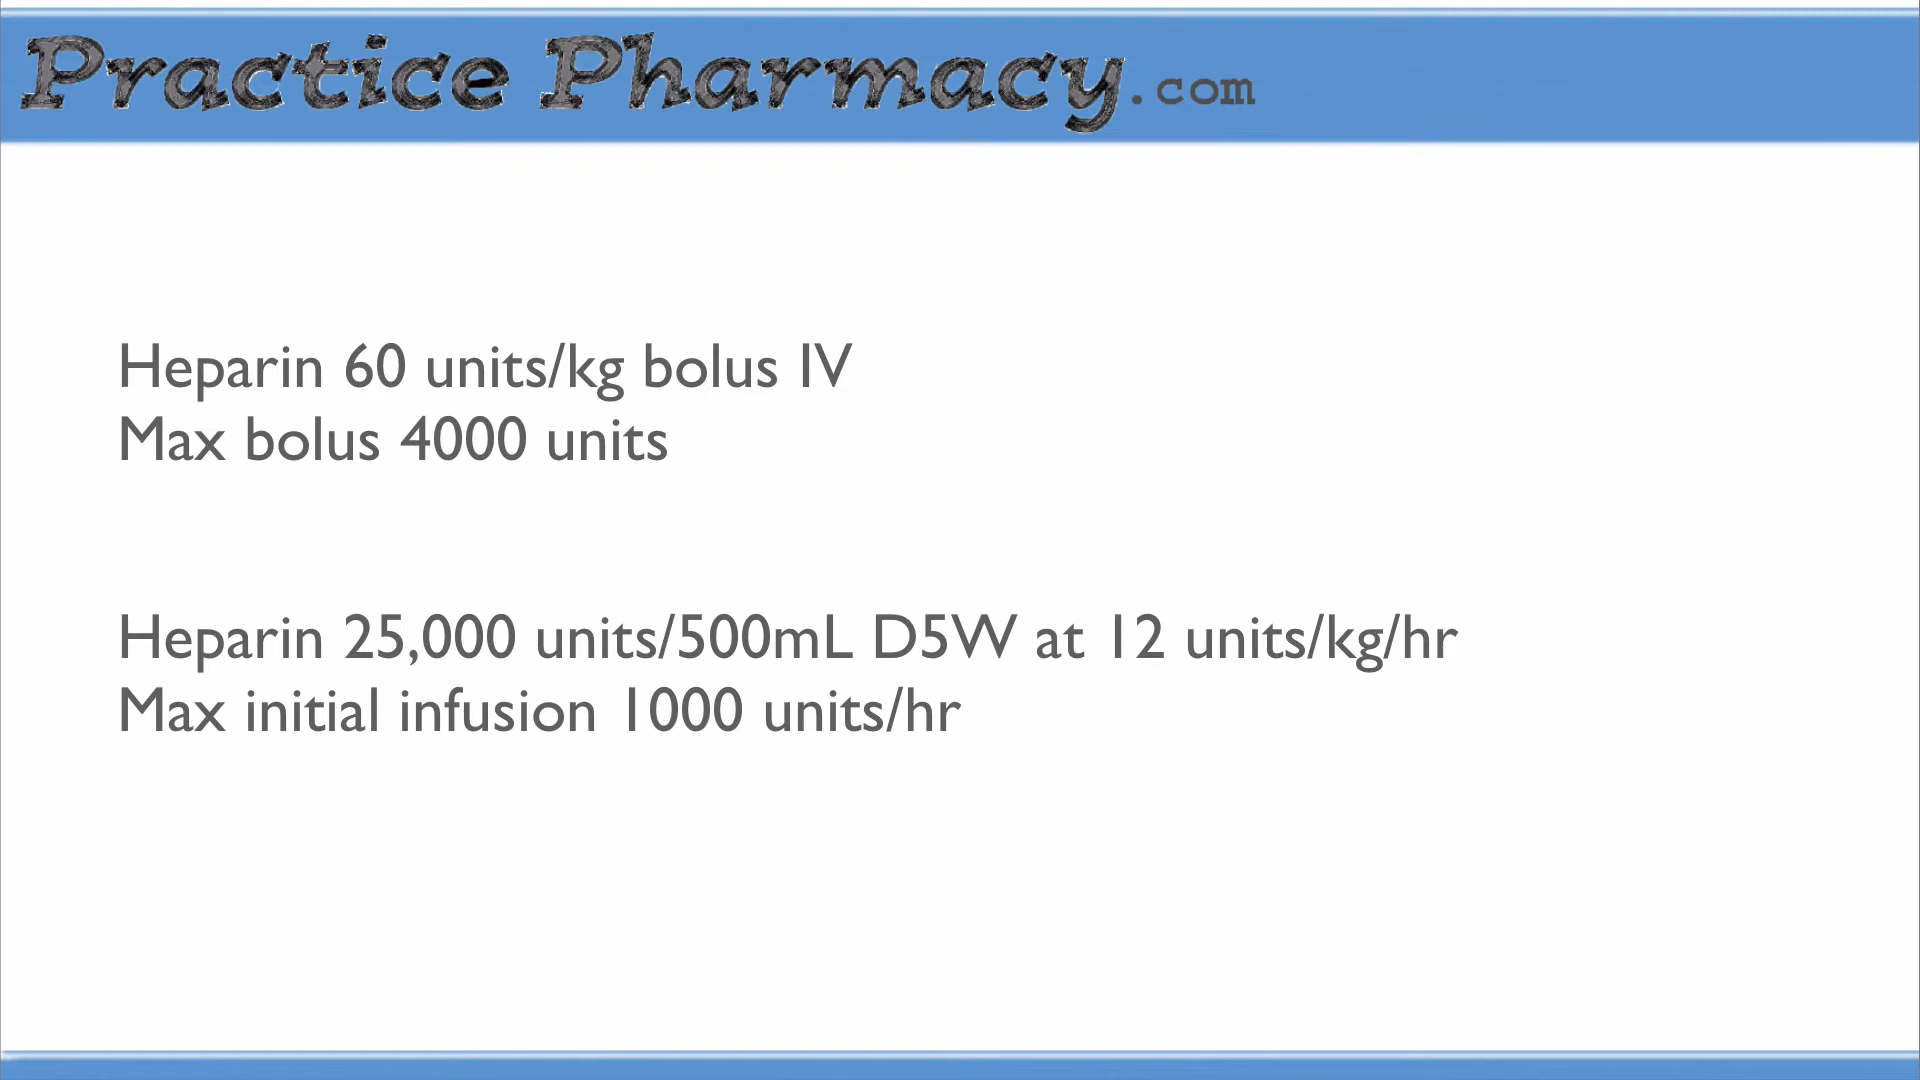 Practice Pharmacy.com
Heparin 60 units/kg bolus IV
Max bolus 4000 units
Heparin 25,000 units/500mL D5W at 12 units/kg/hr
Max initial infusion 1000 units/hr